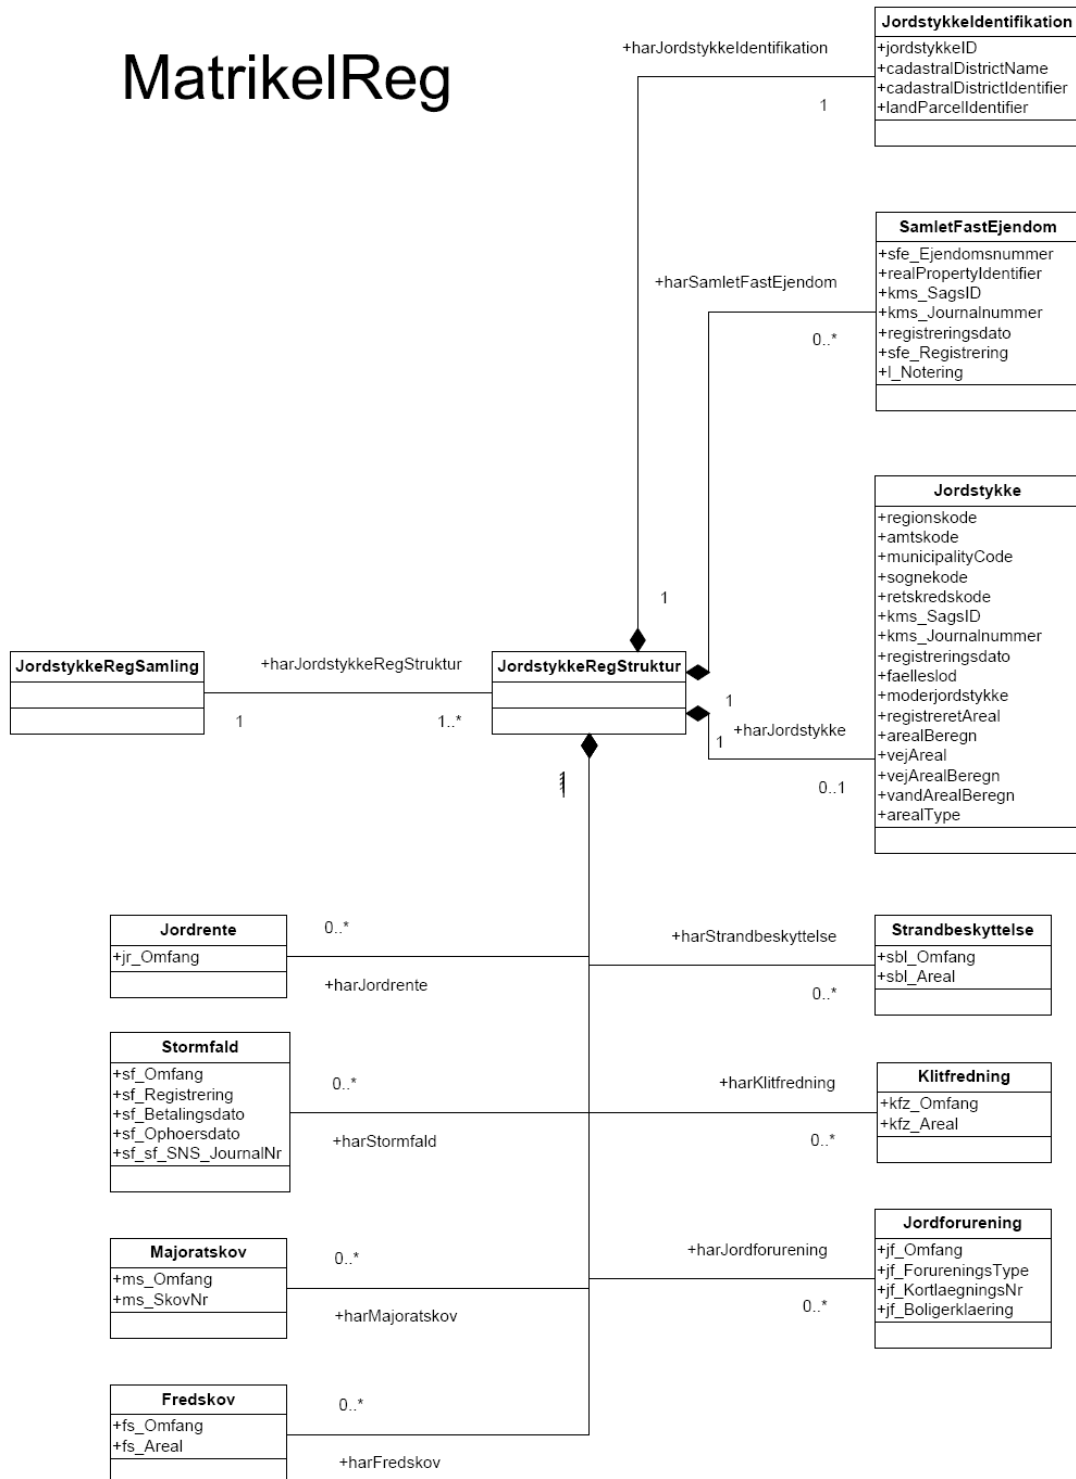 MatrikelReg
+harJordstykkeIdentifikation
1
JordstykkeIdentifikation
+jordstykkeID
+cadastralDistrictName
+cadastralDistrictIdentifier
+landParcelIdentifier
+harSamletFastEjendom
0..*
SamletFastEjendom
+sfe_Ejendomsnummer
+realPropertyIdentifier
+kms_SagsID
+kms_Journalnummer
+registreringsdato
+sfe_Registrering
+l_Notering
Jordstykke
+regionskode
+amtskode
+municipalityCode
+sognekode
+retskredskode
+kms_SagsID
+kms_Journalnummer
+registreringsdato
+faelleslod
+moderjordstykke
+registreretAreal
+arealBeregn
+vejAreal
+vejArealBeregn
+vandArealBeregn
+arealType
1
JordstykkeRegSamling
+harJordstykkeRegStruktur
1
1..*
JordstykkeRegStruktur
1
+harJordstykke
1
0..1
Jordrente
+jr_Omfang
0..*
+harJordrente
+harStrandbeskyttelse
0..*
Strandbeskyttelse
+sbl_Omfang
+sbl_Areal
Stormfald
+sf_Omfang
+sf_Registrering
+sf_Betalingsdato
+sf_Ophoersdato
+sf_sf_SNS_JournalNr
0..*
+harStormfald
+harKlitfredning
0..*
Klitfredning
+kfz_Omfang
+kfz_Areal
Majoratskov
+ms_Omfang
+ms_SkovNr
0..*
+harMajoratskov
+harJordforurening
0..*
Jordforurening
+jf_Omfang
+jf_ForureningsType
+jf_KortlaegningsNr
+jf_Boligerklaering
Fredskov
+fs_Omfang
+fs_Areal
0..*
+harFredskov